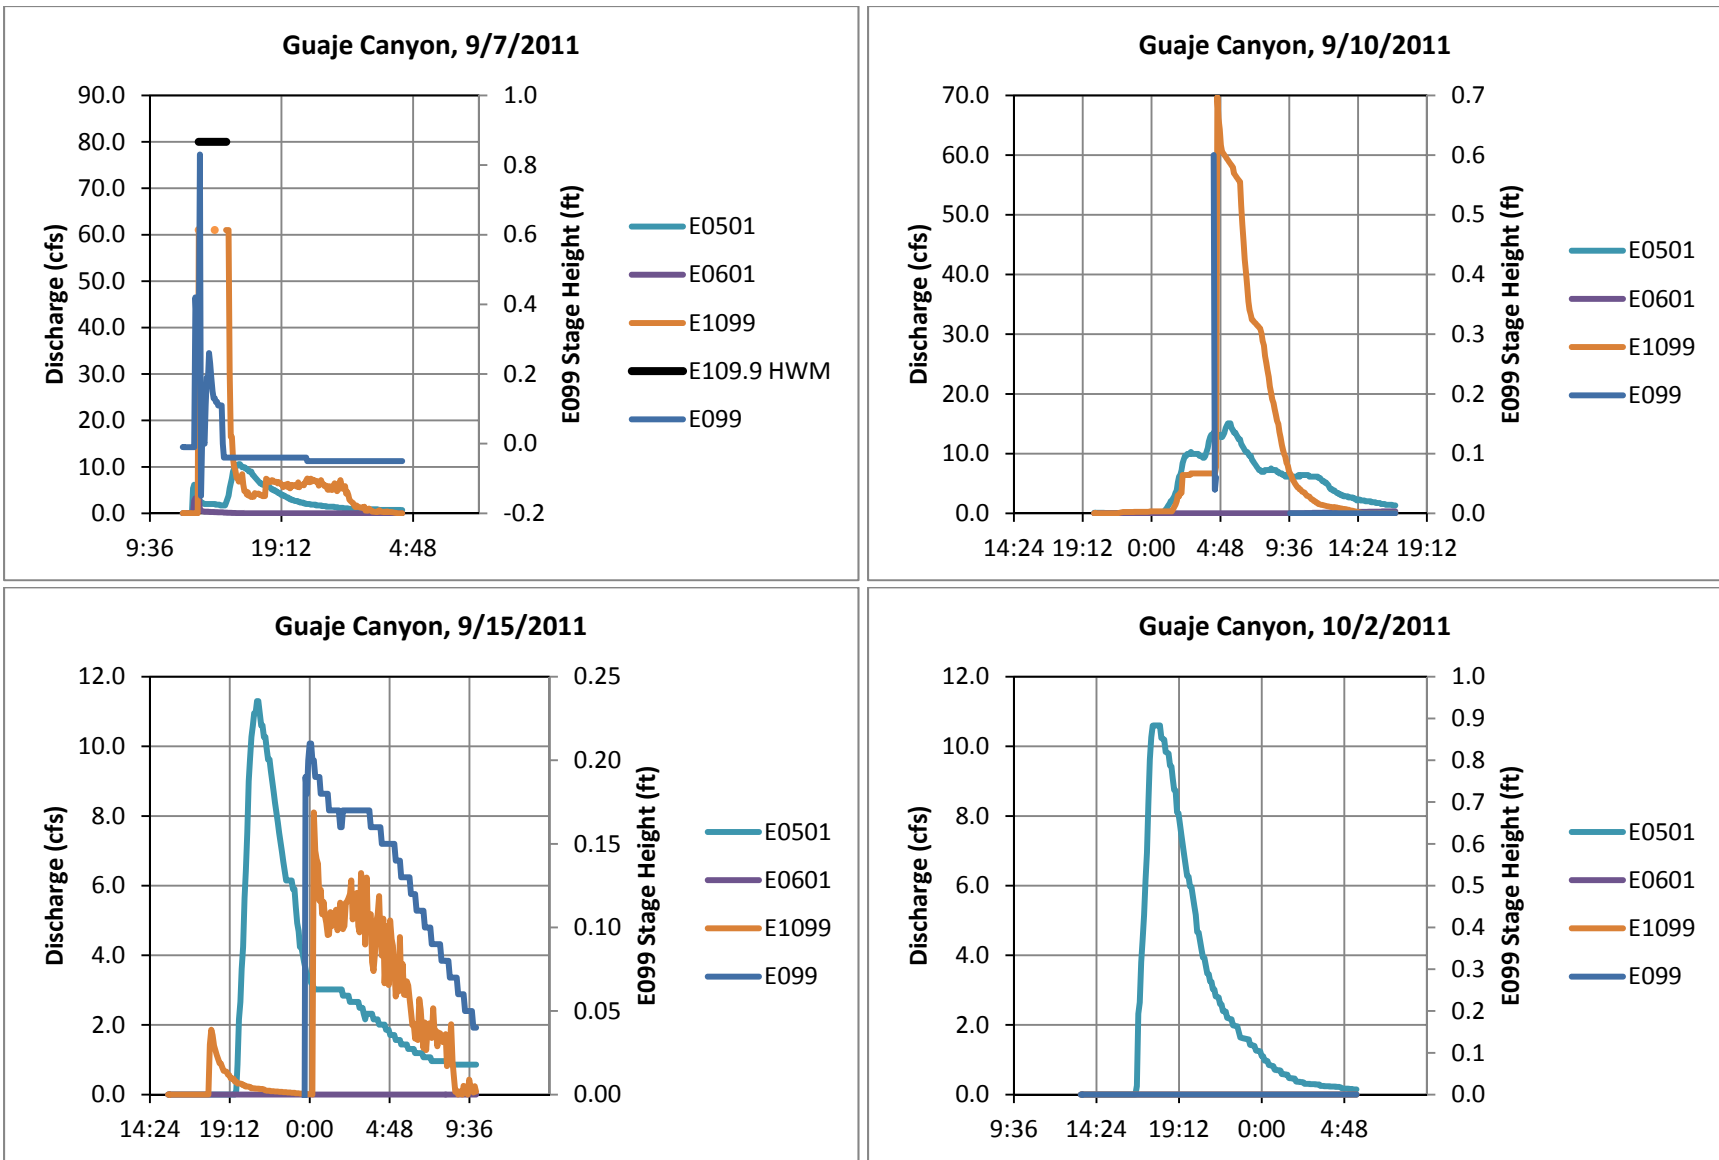 Guaje Canyon, 9/7/2011
Discharge (cfs)
90.0
80.0
70.0
60.0
50.0
40.0
30.0
20.0
10.0
0.0
9:36 19:12 4:48
1.0
0.8
0.6
0.4
0.2
0.0
-0.2
E099 Stage Height (ft)
E0501
E0601
E1099
E109.9 HWM
E099
Guaje Canyon, 9/10/2011
Discharge (cfs)
70.0
60.0
50.0
40.0
30.0
20.0
10.0
0.0
14:24 19:12 0:00 4:48 9:36 14:24 19:12
0.7
0.6
0.5
0.4
0.3
0.2
0.1
0.0
E099 Stage Height (ft)
E0501
E0601
E1099
E099
Guaje Canyon, 9/15/2011
Discharge (cfs)
12.0
10.0
8.0
6.0
4.0
2.0
0.0
14:24 19:12 0:00 4:48 9:36
0.25
0.20
0.15
0.10
0.05
0.00
E099 Stage Height (ft)
E0501
E0601
E1099
E099
Guaje Canyon, 10/2/2011
Discharge (cfs)
12.0
10.0
8.0
6.0
4.0
2.0
0.0
9:36 14:24 19:12 0:00 4:48
1.0
0.9
0.8
0.7
0.6
0.5
0.4
0.3
0.2
0.1
0.0
E099 Stage Height (ft)
E0501
E0601
E1099
E099